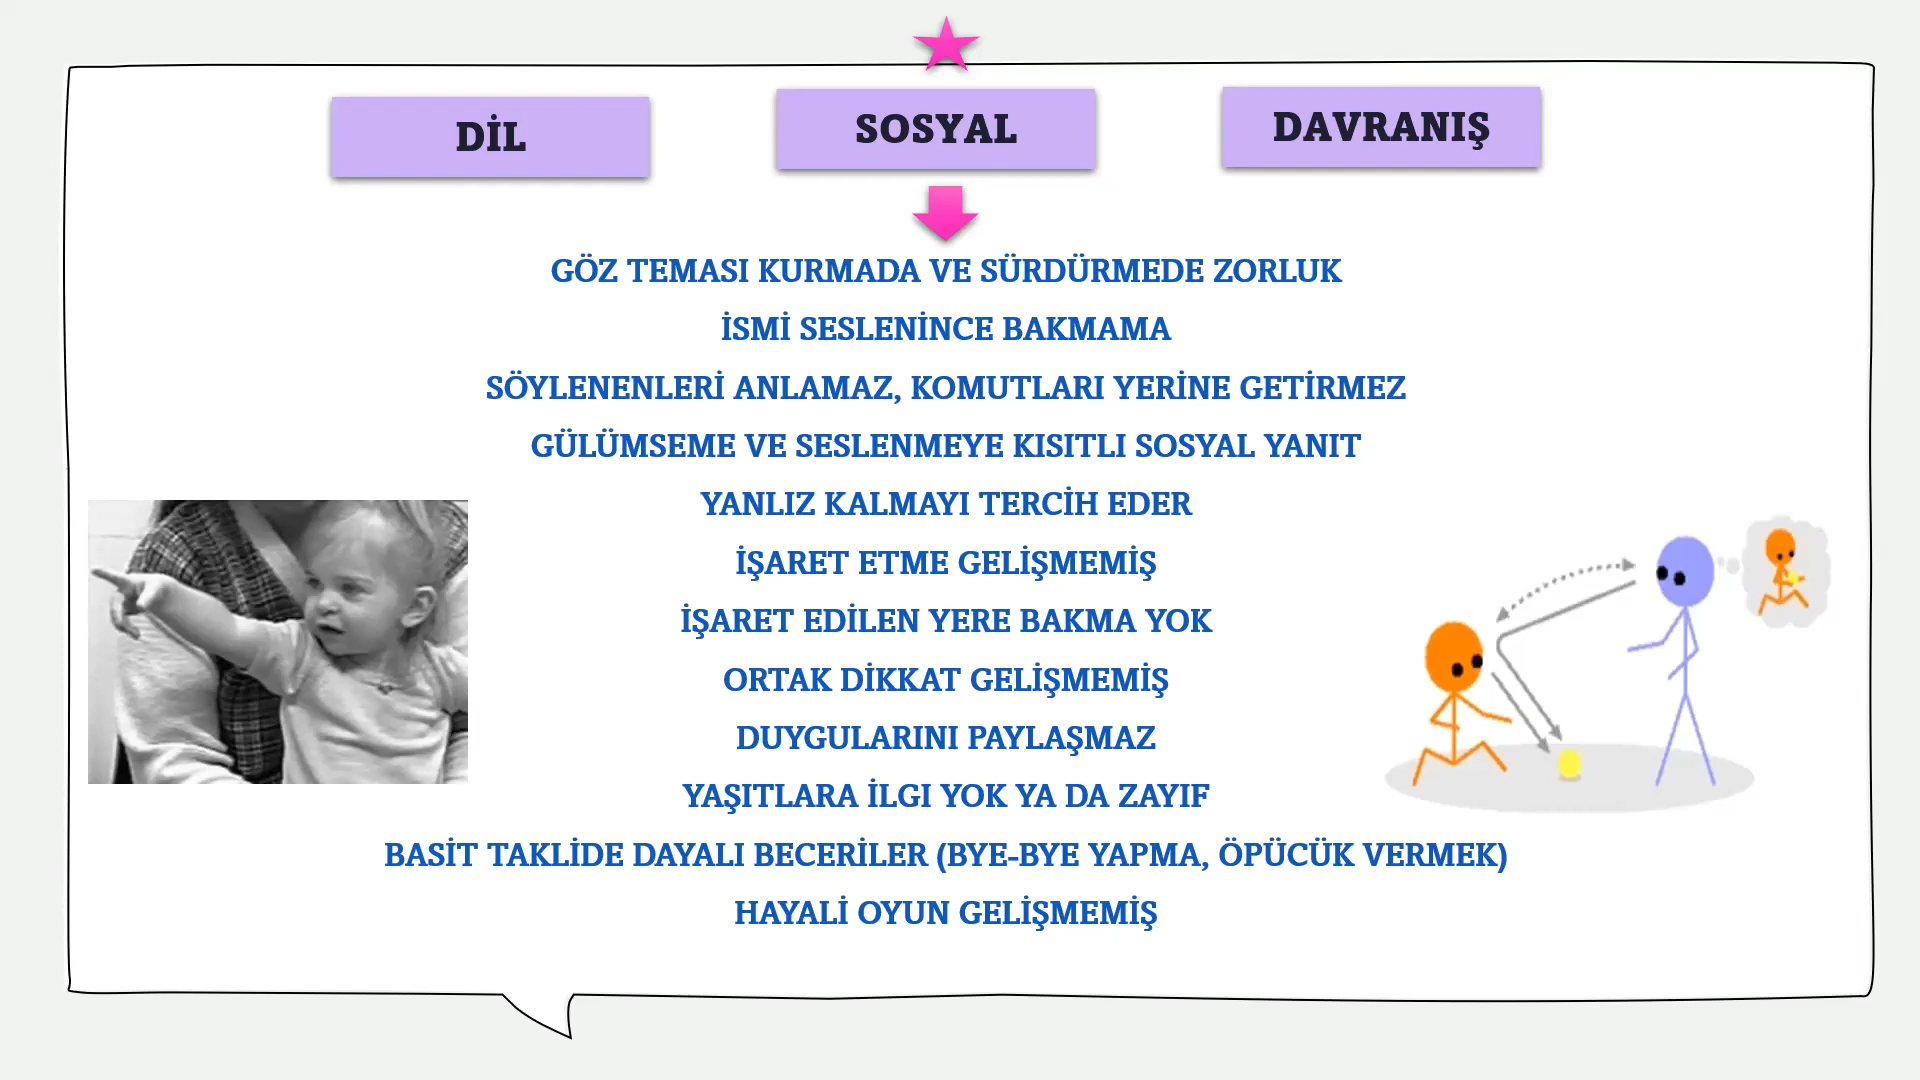 DİL
SOSYAL
DAVRANIŞ
GÖZ TEMASI KURMADA VE SÜRDÜRMEDE ZORLUK
İSMİ SESLENİNCE BAKMAMA
SÖYLENENLERİ ANLAMAZ, KOMUTLARI YERİNE GETİRMEZ
GÜLÜMSEME VE SESLENMEYE KISITLI SOSYAL YANIT
YANLIZ KALMAYI TERCİH EDER
İŞARET ETME GELİŞMEMİŞ
İŞARET EDİLEN YERE BAKMA YOK
ORTAK DİKKAT GELİŞMEMİŞ
DUYGULARINI PAYLAŞMAZ
YAŞITLARA İLGI YOK YA DA ZAYIF
BASİT TAKLİDE DAYALI BECERİLER (BYE-BYE YAPMA, ÖPÜCÜK VERMEK)
HAYALİ OYUN GELİŞMEMİŞ